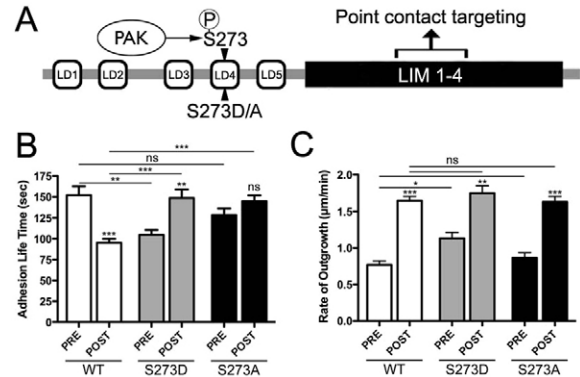 A
P
PAK
S273
Point contact targeting
LD1
LD2
LD3
LD4
LD5
LIM 1-4
S273D/A
B
***
ns
***
**
**
ns
***
175
150
125
100
75
50
25
0
Adhesion Life Time (sec)
PRE
POST
PRE
POST
PRE
POST
WT
S273D
S273A
C
ns
*
**
***
***
2.0
1.5
1.0
0.5
0.0
Rate of Outgrowth (μm/min)
PRE
POST
PRE
POST
PRE
POST
WT
S273D
S273A